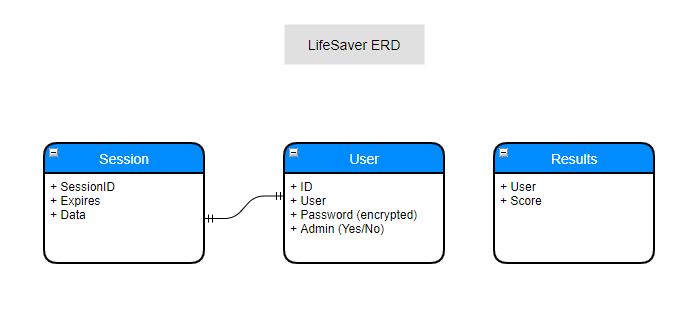 LifeSaver ERD
Session
+ SessionID
+ Expires
+ Data
User
+ ID
+ User
+ Password (encrypted)
+ Admin (Yes/No)
Results
+ User
+ Score